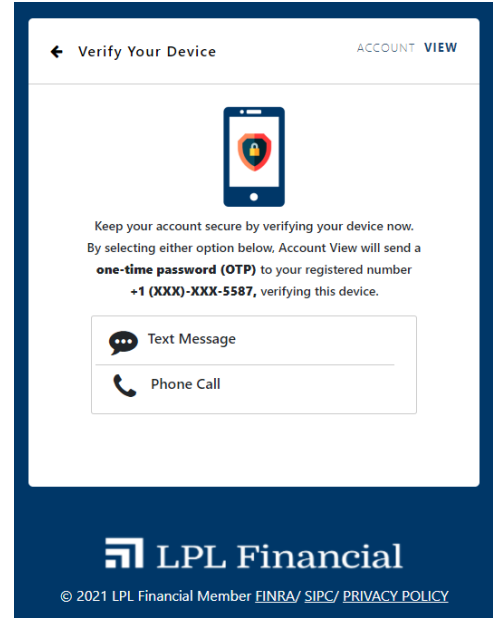 Verify Your Device
ACCOUNT VIEW
Keep your account secure by verifying your device now.
By selecting either option below, Account View will send a
one-time password (OTP) to your registered number
+1 (XXX)-XXX-5587, verifying this device.
Text Message
Phone Call
LPL Financial
© 2021 LPL Financial Member FINRA/ SIPC/ PRIVACY POLICY